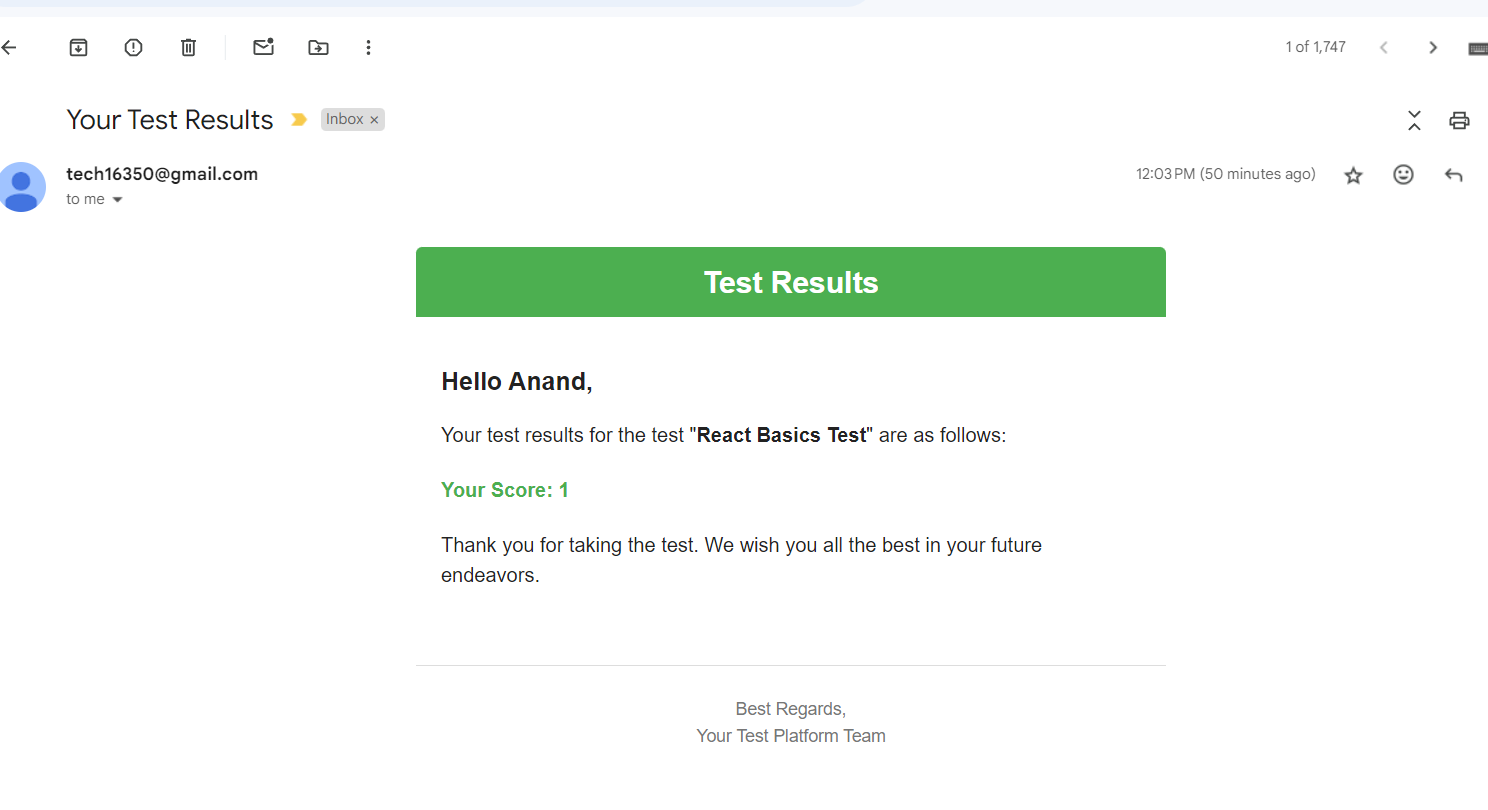 1 of 1,747
Your Test Results Inbox ×
tech16350@gmail.com 12:03 PM (50 minutes ago)
to me
Test Results
Hello Anand,
Your test results for the test "React Basics Test" are as follows:
Your Score: 1
Thank you for taking the test. We wish you all the best in your future
endeavors.
Best Regards,
Your Test Platform Team